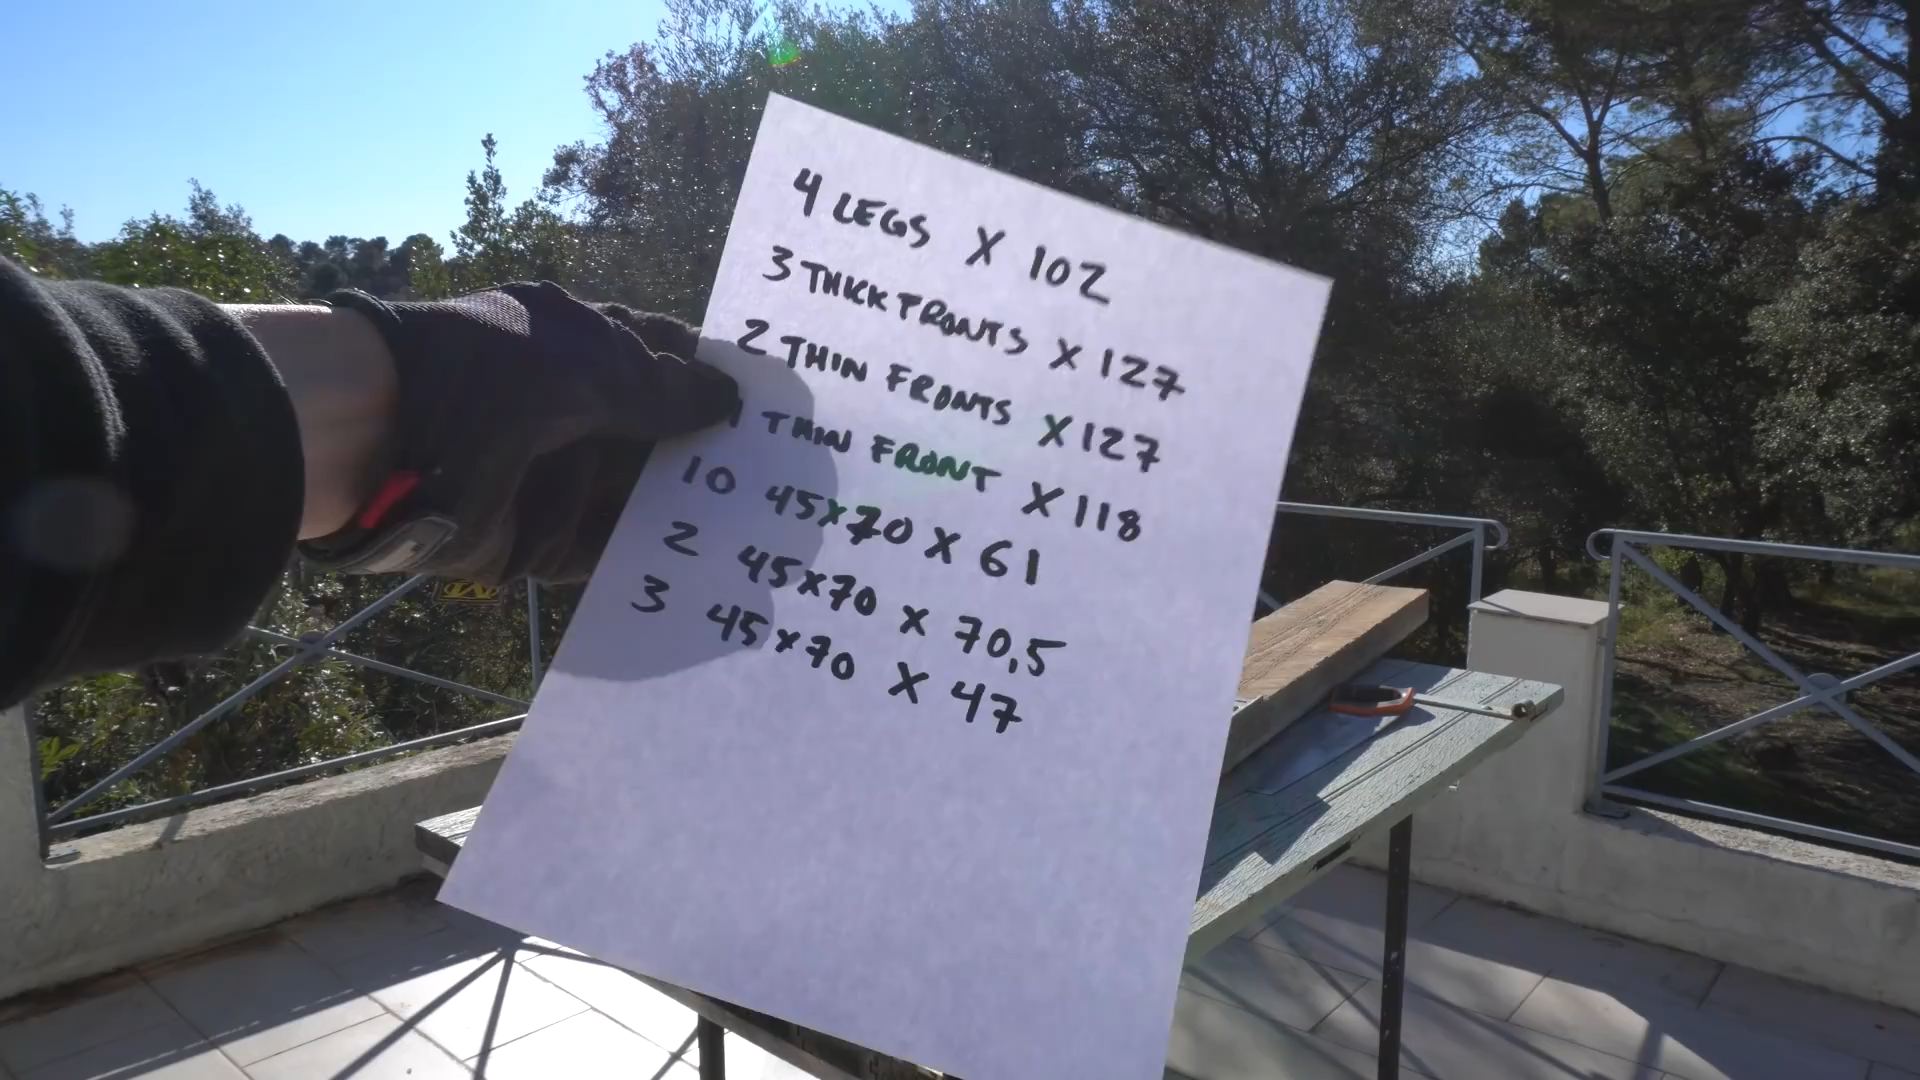 4 LEGS X 102
3 THICK FRONTS X 127
2 THIN FRONTS X 127
1 THIN FRONT X 118
10 45x70 X 61
2 45x70 x 70,5
3 45x70 X 47